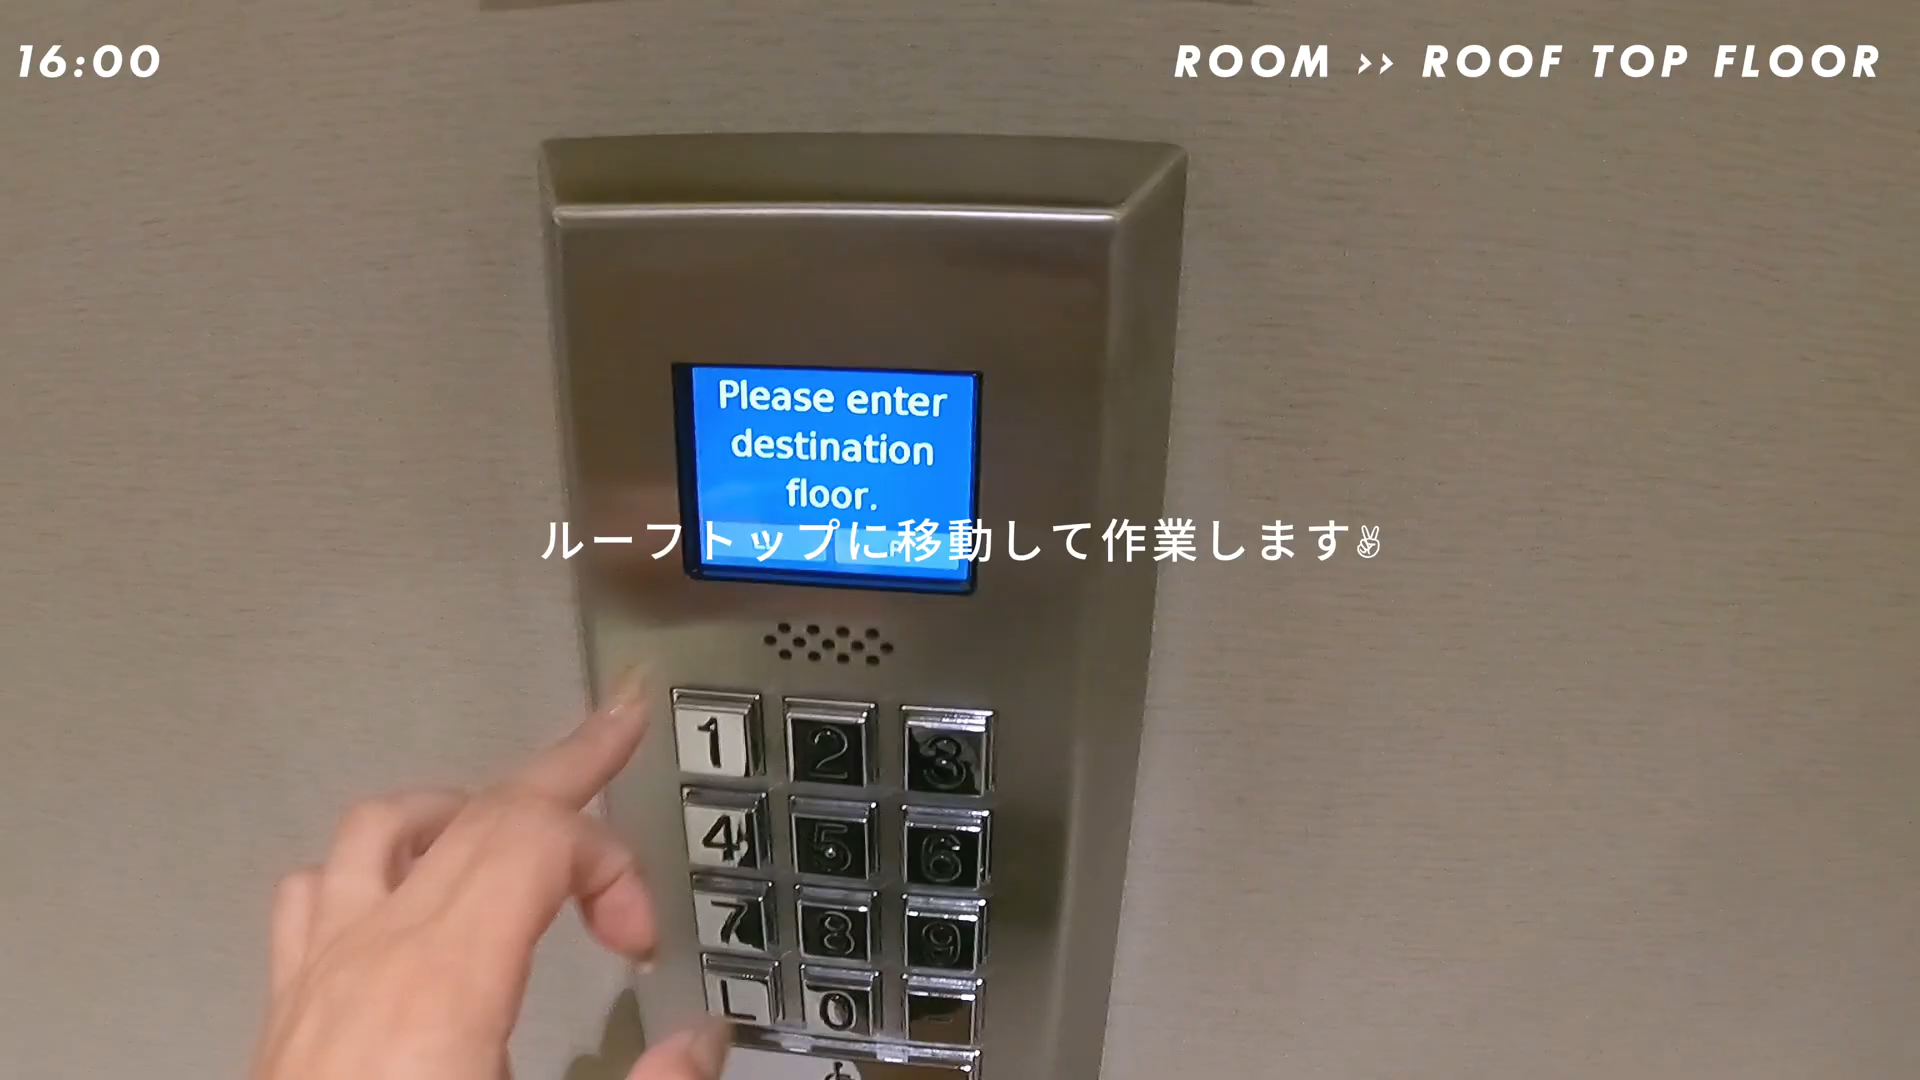 16:00
ROOM >> ROOF TOP FLOOR
Please enter
destination
floor.
ルーフトップに移動して作業します✌
1 2 3
4 5 6
7 8 9
L 0 -